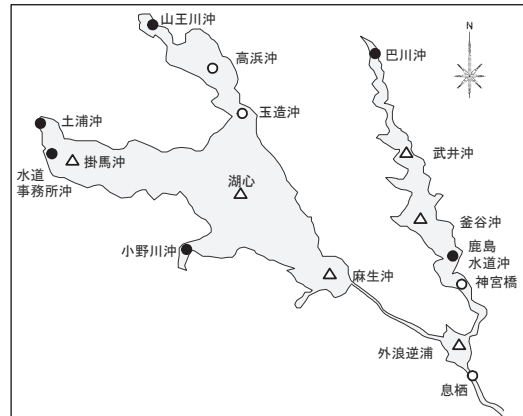 山王川沖
N
高浜沖
巴川沖
玉造沖
土浦沖
水道
事務所沖
掛馬沖
武井沖
湖心
釜谷沖
小野川沖
鹿島
水道沖
麻生沖
神宮橋
外浪逆浦
息栖